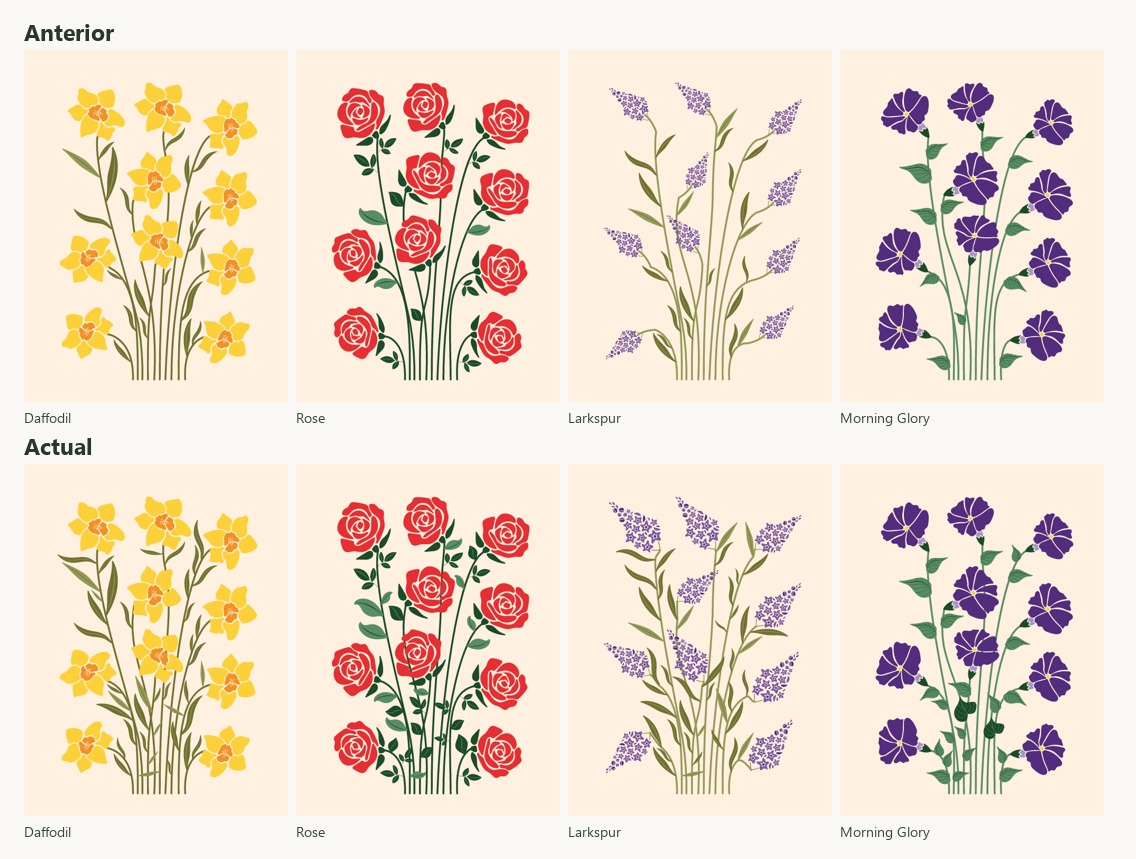 Anterior
Daffodil
Rose
Larkspur
Morning Glory
Actual
Daffodil
Rose
Larkspur
Morning Glory